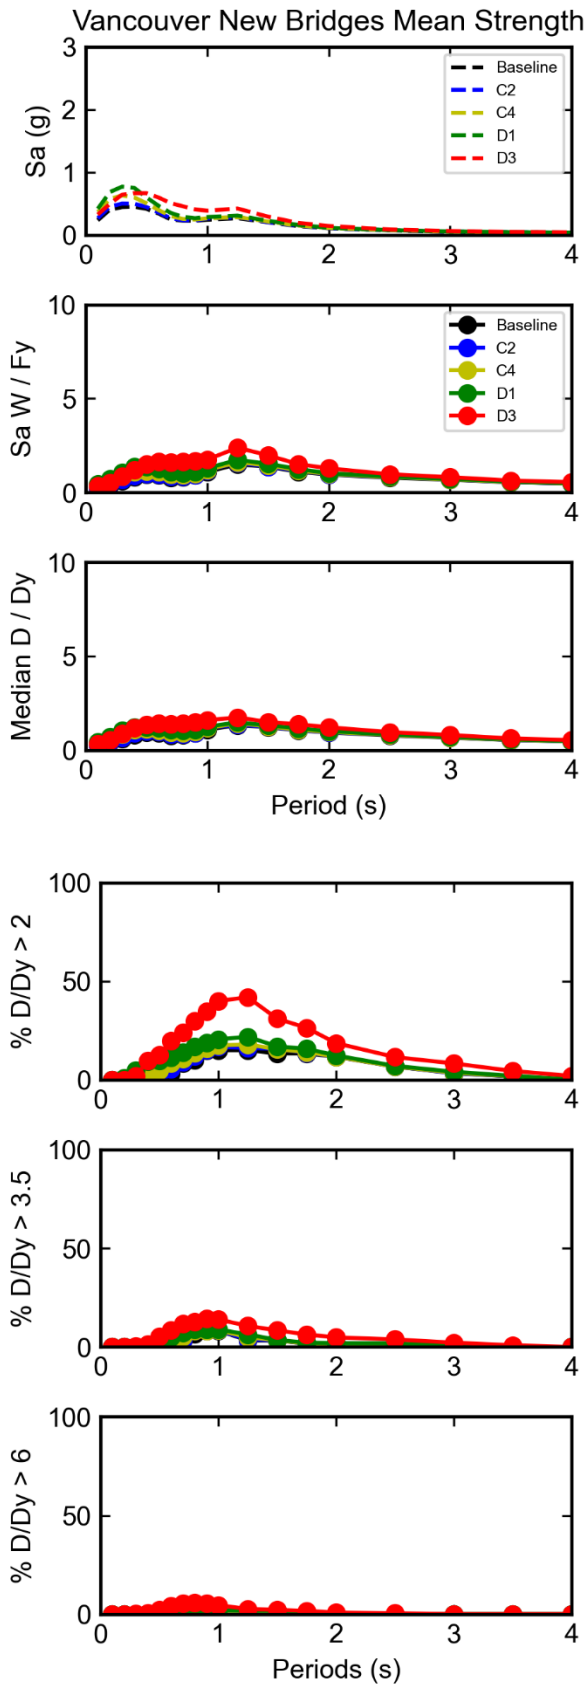 Vancouver New Bridges Mean Strength
Sa (g)
3
2
1
0
Baseline
C2
C4
D1
D3
0 1 2 3 4
Sa W / Fy
10
5
0
Baseline
C2
C4
D1
D3
0 1 2 3 4
Median D / Dy
10
5
0
0 1 2 3 4
Period (s)
% D/Dy > 2
100
50
0
0 1 2 3 4
% D/Dy > 3.5
100
50
0
0 1 2 3 4
% D/Dy > 6
100
50
0
0 1 2 3 4
Periods (s)